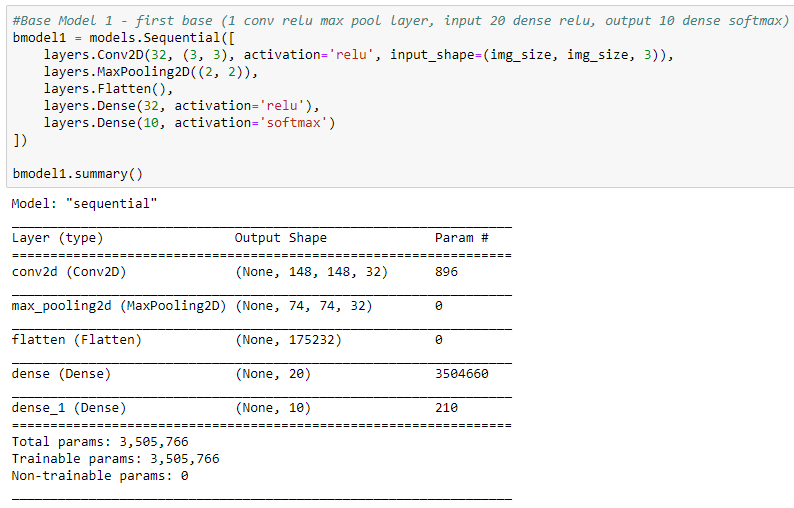 #Base Model 1 - first base (1 conv relu max pool layer, input 20 dense relu, output 10 dense softmax)
bmodel1 = models.Sequential([
    layers.Conv2D(32, (3, 3), activation='relu', input_shape=(img_size, img_size, 3)),
    layers.MaxPooling2D((2, 2)),
    layers.Flatten(),
    layers.Dense(32, activation='relu'),
    layers.Dense(10, activation='softmax')
])

bmodel1.summary()
Model: "sequential"
_________________________________________________________________
Layer (type)                 Output Shape              Param #
=================================================================
conv2d (Conv2D)              (None, 148, 148, 32)      896
_________________________________________________________________
max_pooling2d (MaxPooling2D) (None, 74, 74, 32)        0
_________________________________________________________________
flatten (Flatten)            (None, 175232)            0
_________________________________________________________________
dense (Dense)                (None, 20)                3504660
_________________________________________________________________
dense_1 (Dense)              (None, 10)                210
=================================================================
Total params: 3,505,766
Trainable params: 3,505,766
Non-trainable params: 0
_________________________________________________________________